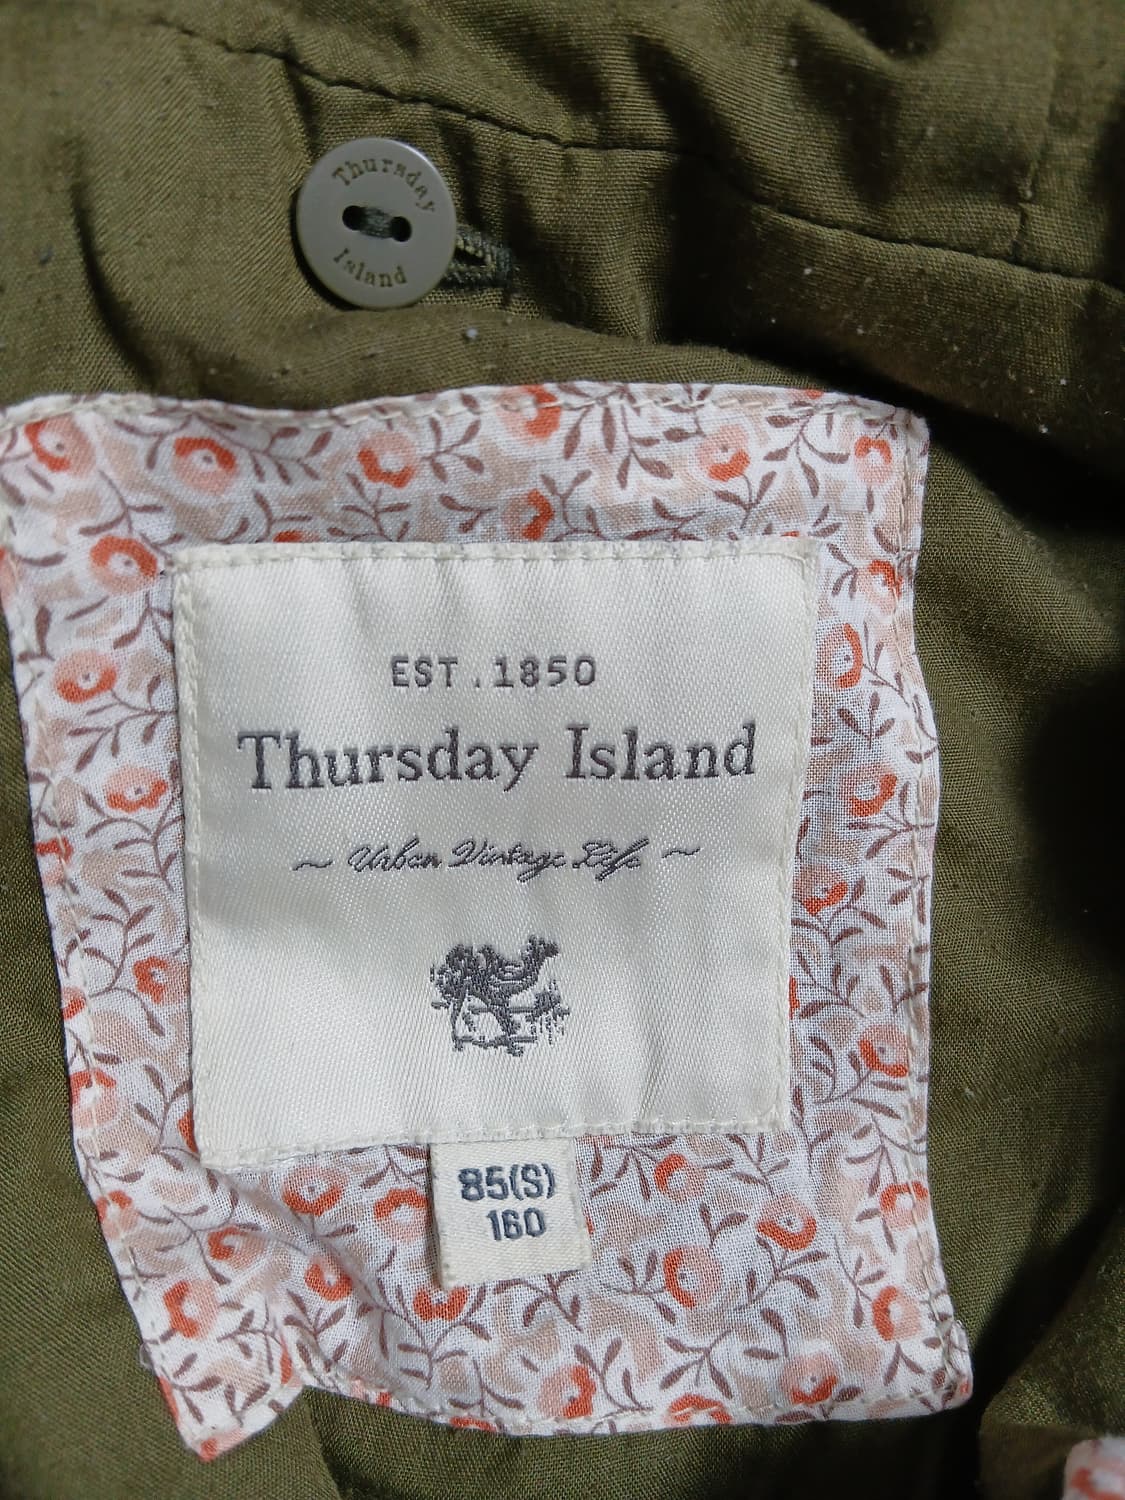 Thursday
Island
EST.1850
Thursday Island
~ Urban Vintage Life ~
85(S)
160